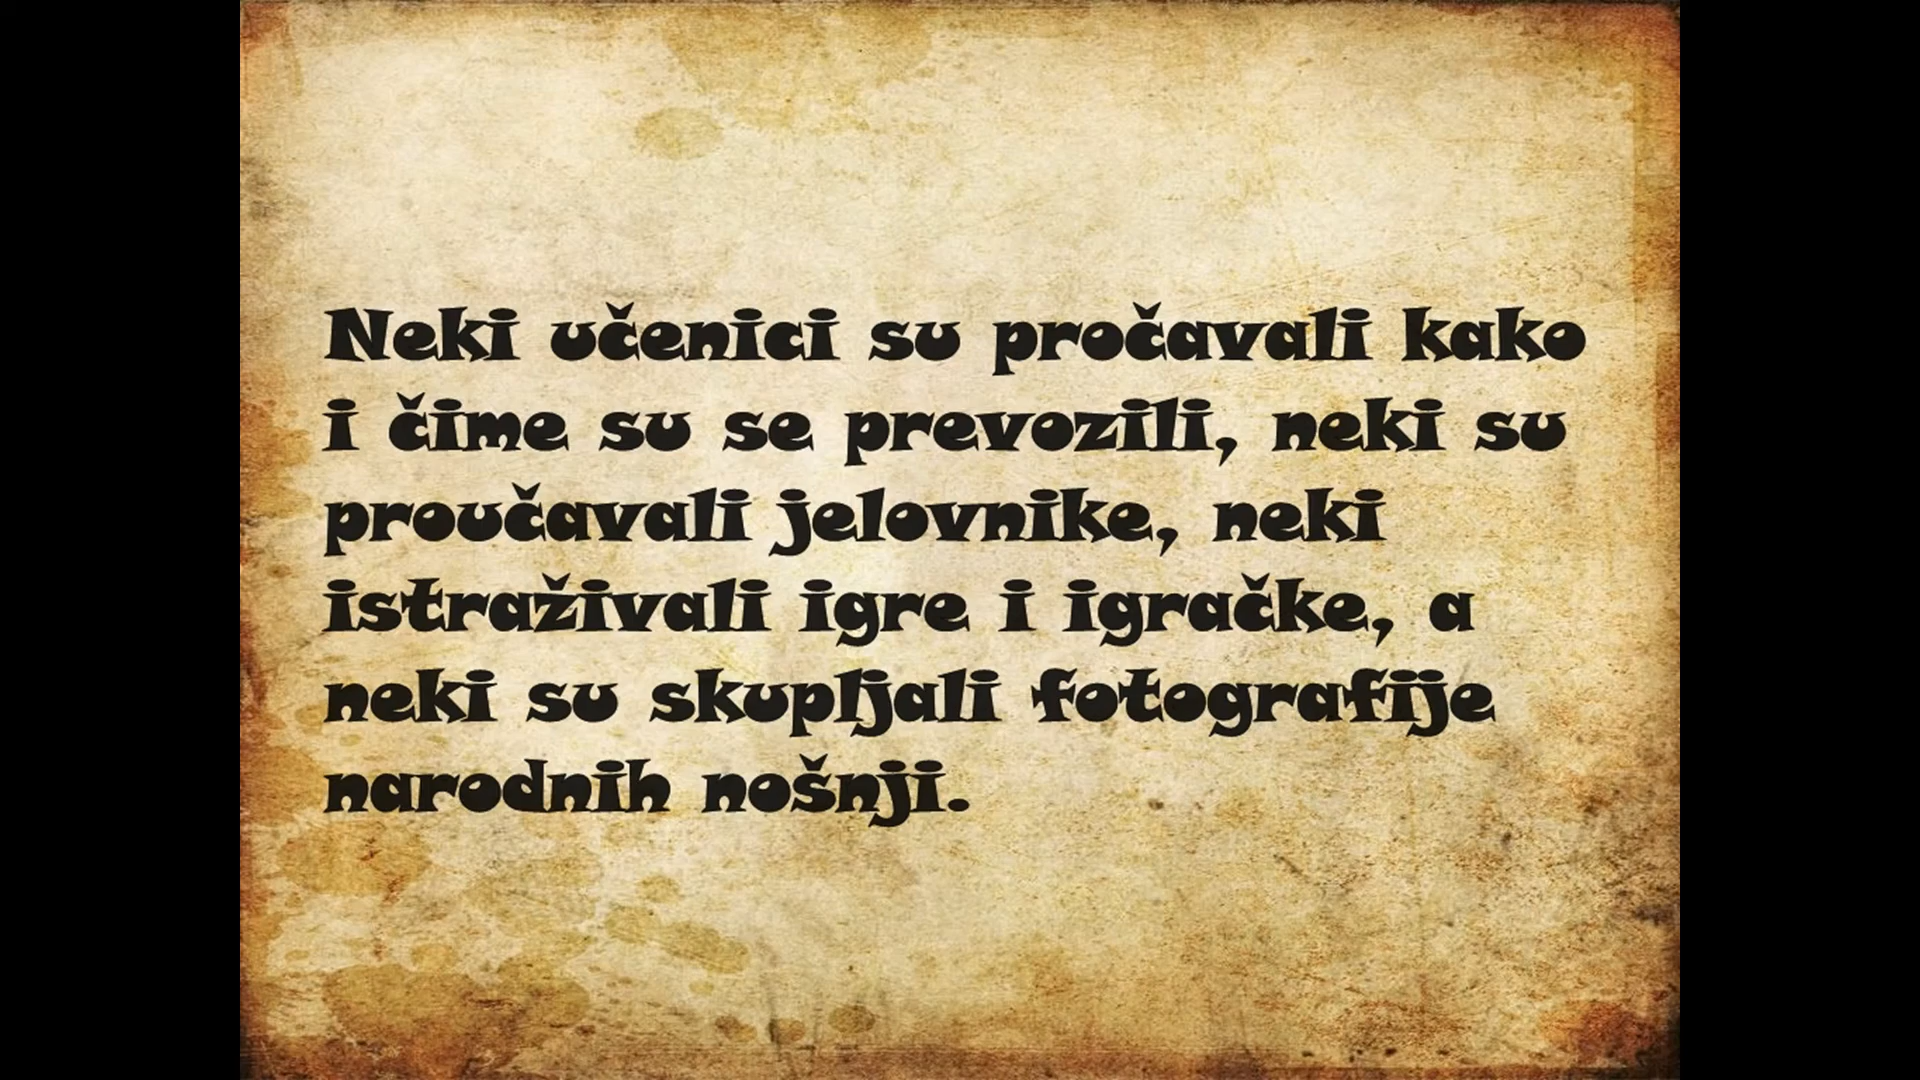 Neki učenici su pročavali kako
i čime su se prevozili, neki su
proučavali jelovnike, neki
istraživali igre i igračke, a
neki su skupljali fotografije
narodnih nošnji.